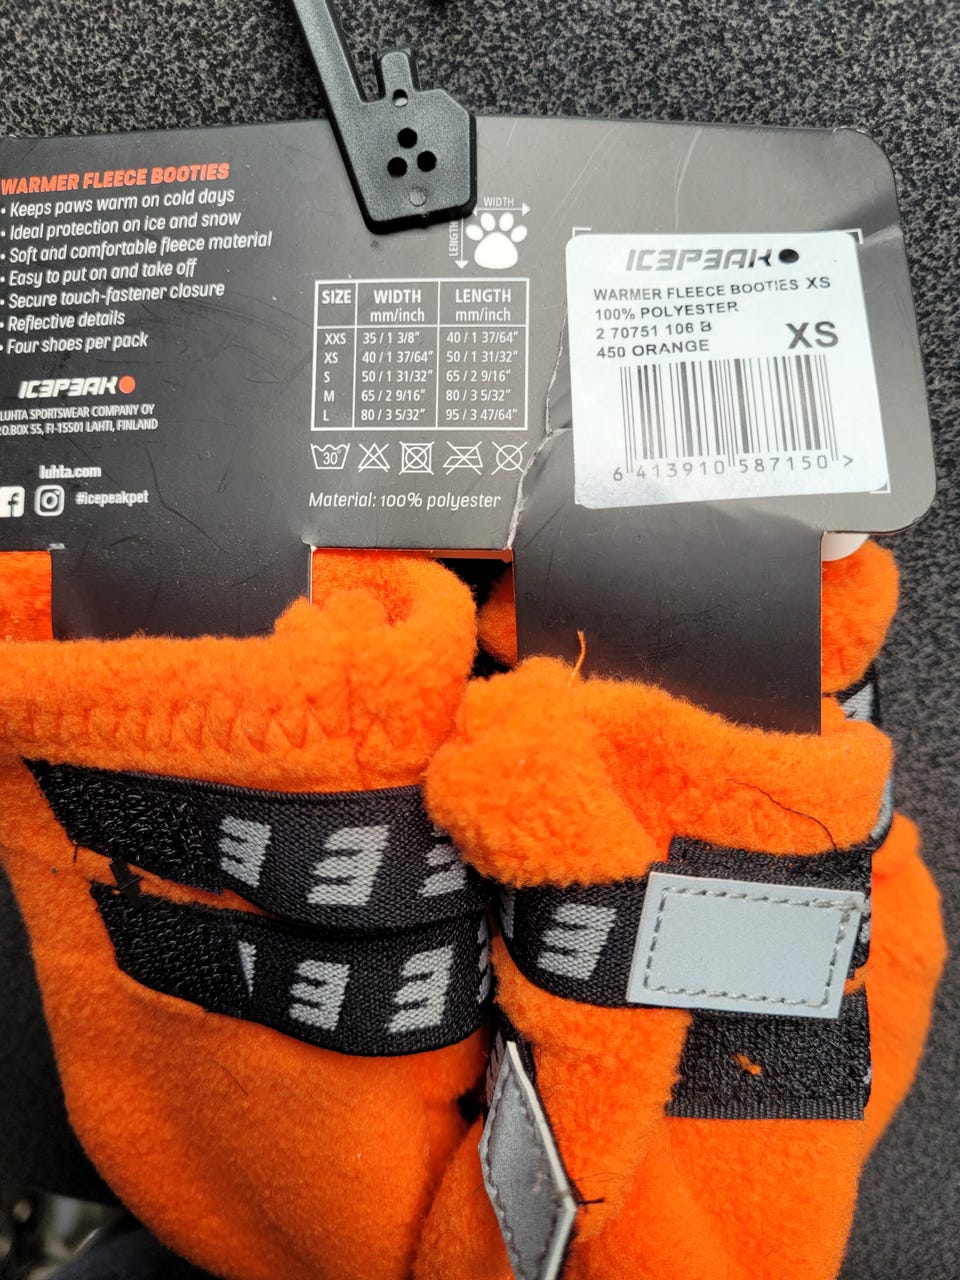 WARMER FLEECE BOOTIES
• Keeps paws warm on cold days
• Ideal protection on ice and snow
• Soft and comfortable fleece material
• Easy to put on and take off
• Secure touch-fastener closure
• Reflective details
• Four shoes per pack
ICEPEAK
LUHTA SPORTSWEAR COMPANY OY
P.O.BOX 55, FI-15501 LAHTI, FINLAND
luhta.com
#icepeakpet
WIDTH
LENGTH
SIZE WIDTH mm/inch LENGTH mm/inch
XXS 35 / 1 3/8" 40 / 1 37/64"
XS 40 / 1 37/64" 50 / 1 31/32"
S 50 / 1 31/32" 65 / 2 9/16"
M 65 / 2 9/16" 80 / 3 5/32"
L 80 / 3 5/32" 95 / 3 47/64"
30°
Material: 100% polyester
ICEPEAK
WARMER FLEECE BOOTIES XS
100% POLYESTER
2 70751 106 B
450 ORANGE
XS
6 413910 587150 >